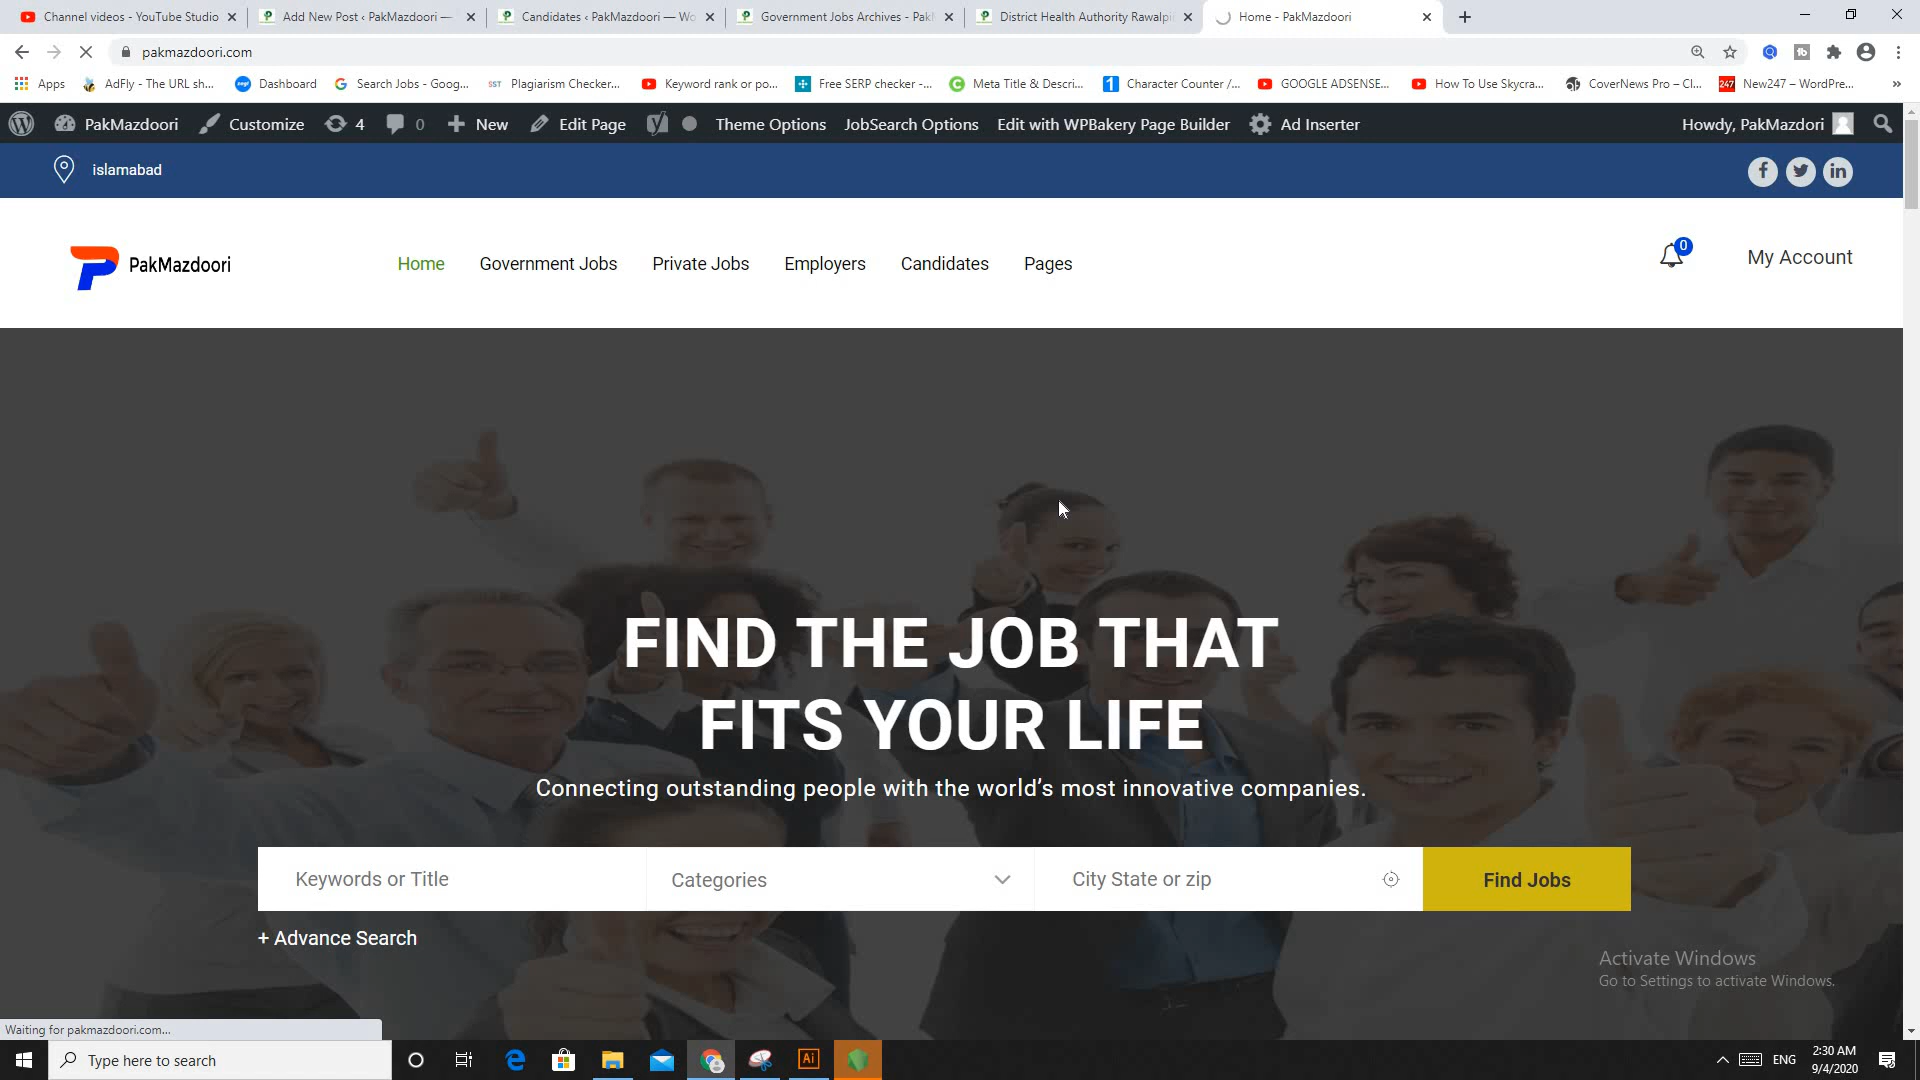 Channel videos - YouTube Studio
Add New Post ‹ PakMazdoori —
Candidates ‹ PakMazdoori — Wo
Government Jobs Archives - Pak
District Health Authority Rawalpi
Home - PakMazdoori
pakmazdoori.com
Apps
AdFly - The URL sh...
Dashboard
Search Jobs - Goog...
SST
Plagiarism Checker...
Keyword rank or po...
Free SERP checker -...
Meta Title & Descri...
Character Counter /...
GOOGLE ADSENSE...
How To Use Skycra...
CoverNews Pro – Cl...
247
New247 – WordPre...
»
PakMazdoori
Customize
4
0
New
Edit Page
Theme Options
JobSearch Options
Edit with WPBakery Page Builder
Ad Inserter
Howdy, PakMazdori
islamabad
PakMazdoori
Home
Government Jobs
Private Jobs
Employers
Candidates
Pages
0
My Account
FIND THE JOB THAT
FITS YOUR LIFE
Connecting outstanding people with the world’s most innovative companies.
Keywords or Title
Categories
City State or zip
Find Jobs
+ Advance Search
Activate Windows
Go to Settings to activate Windows.
Waiting for pakmazdoori.com...
Type here to search
Ai
ENG
2:30 AM
9/4/2020